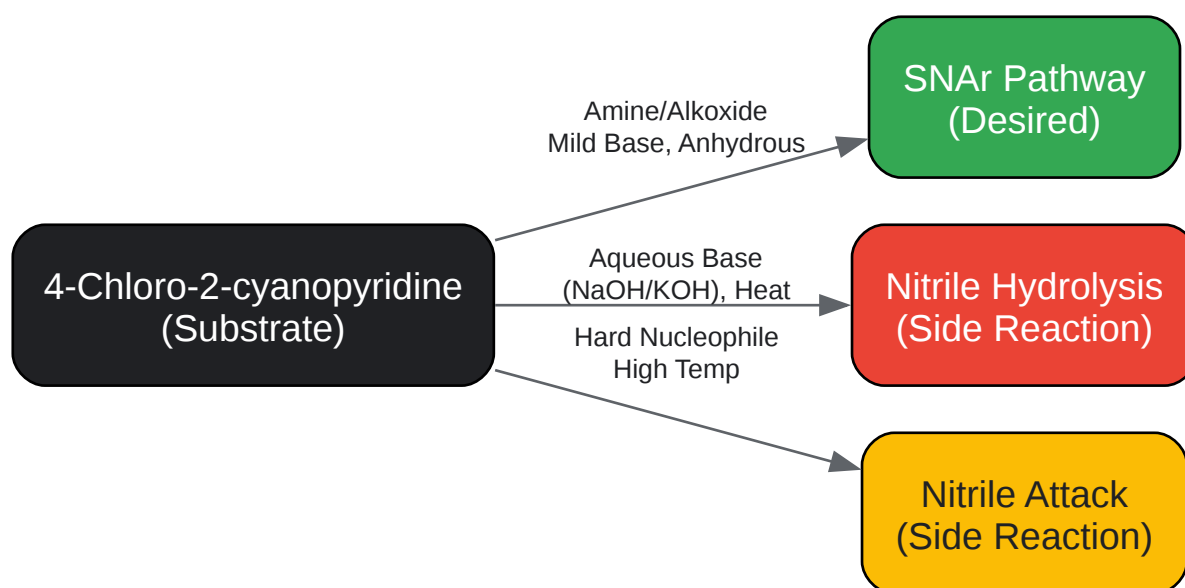 SNAr Pathway
(Desired)
Amine/Alkoxide
Mild Base, Anhydrous
4-Chloro-2-cyanopyridine
(Substrate)
Aqueous Base
(NaOH/KOH), Heat
Nitrile Hydrolysis
(Side Reaction)
Hard Nucleophile
High Temp
Nitrile Attack
(Side Reaction)